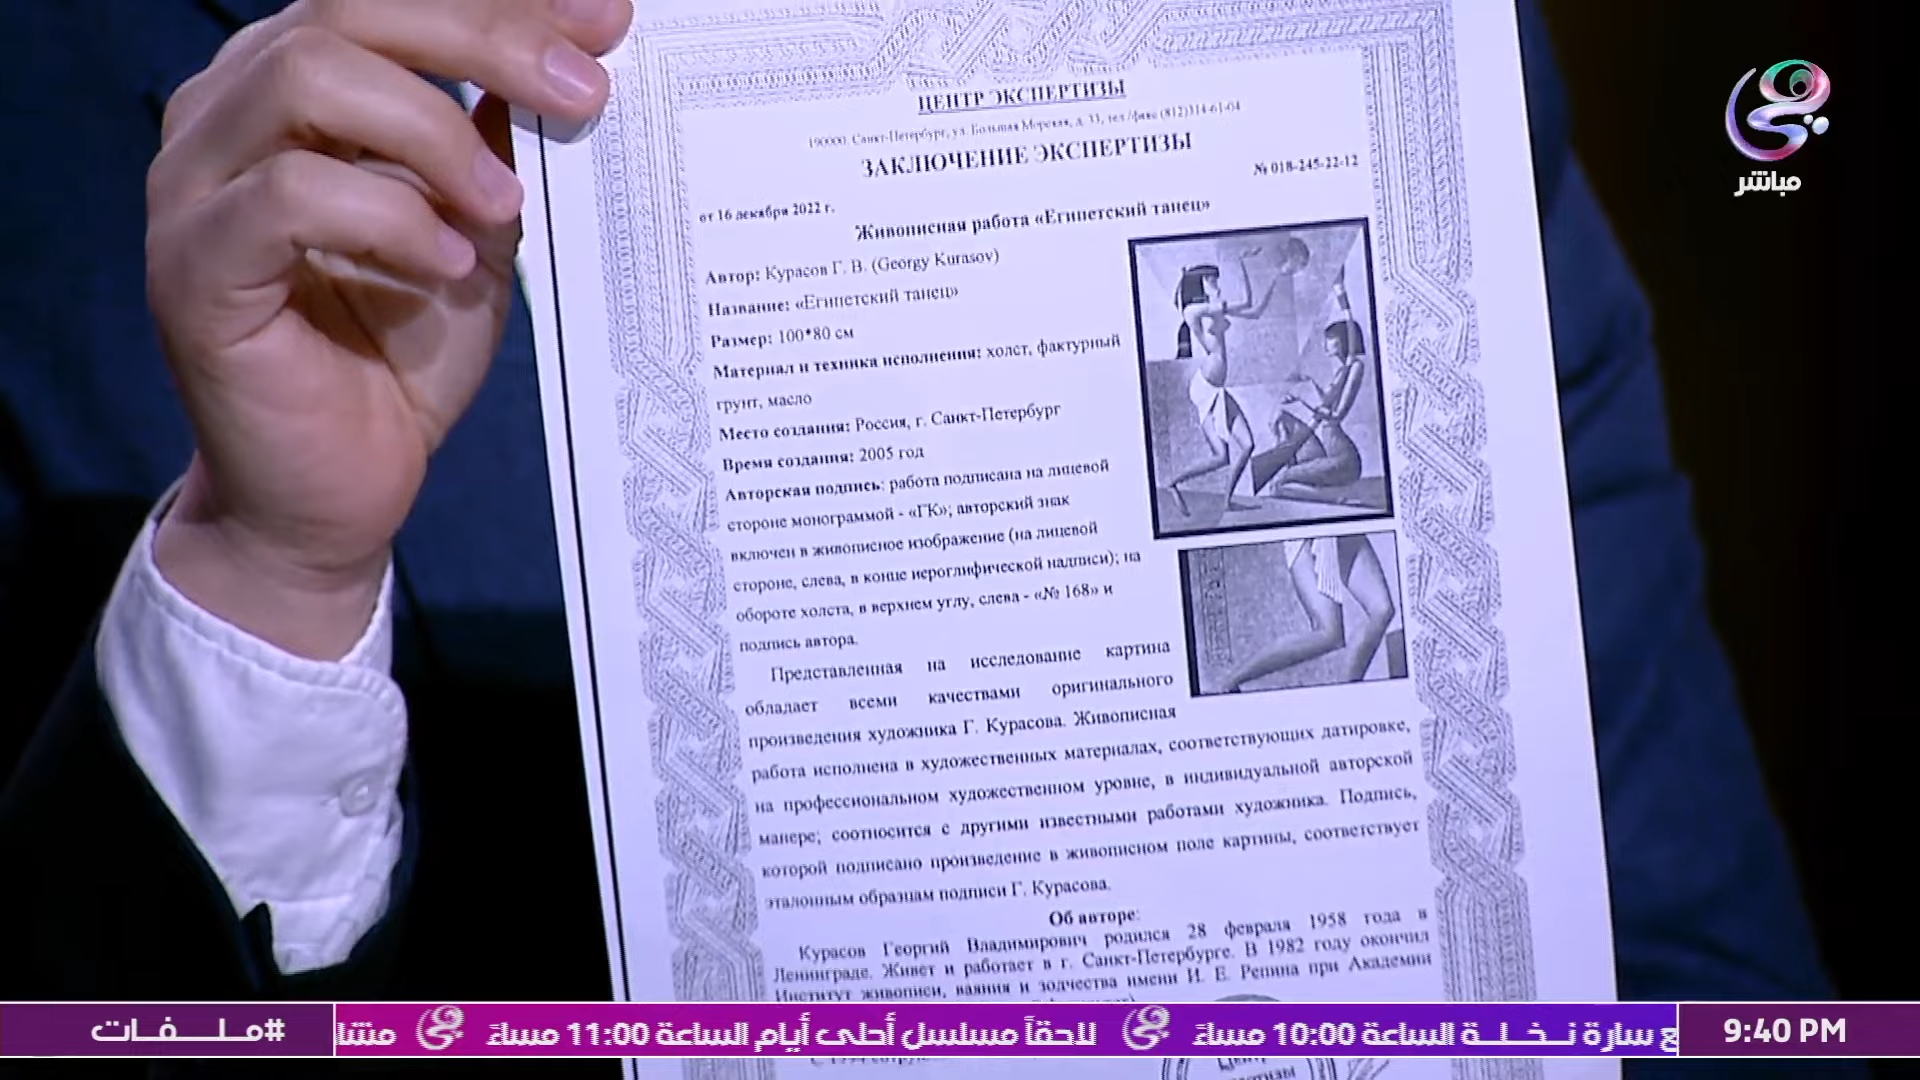 ЦЕНТР ЭКСПЕРТИЗЫ
190000, Санкт-Петербург, ул. Большая Морская, д. 33, тел./факс (812)314-61-04
ЗАКЛЮЧЕНИЕ ЭКСПЕРТИЗЫ
№ 018-245-22-12
от 16 декабря 2022 г.
Живописная работа «Египетский танец»
Автор: Курасов Г. В. (Georgy Kurasov)
Название: «Египетский танец»
Размер: 100*80 см
Материал и техника исполнения: холст, фактурный
грунт, масло
Место создания: Россия, г. Санкт-Петербург
Время создания: 2005 год
Авторская подпись: работа подписана на лицевой
стороне монограммой - «ГК»; авторский знак
включен в живописное изображение (на лицевой
стороне, слева, в конце иероглифической надписи); на
обороте холста, в верхнем углу, слева - «№ 168» и
подпись автора.
Представленная на исследование картина
обладает всеми качествами оригинального
произведения художника Г. Курасова. Живописная
работа исполнена в художественных материалах, соответствующих датировке,
на профессиональном художественном уровне, в индивидуальной авторской
манере; соотносится с другими известными работами художника. Подпись,
которой подписано произведение в живописном поле картины, соответствует
эталонным образцам подписи Г. Курасова.
Об авторе:
Курасов Георгий Владимирович родился 28 февраля 1958 года в
Ленинграде. Живет и работает в г. Санкт-Петербурге. В 1982 году окончил
Институт живописи, ваяния и зодчества имени И. Е. Репина при Академии
مباشر
#ملفات
ع سارة نخلة الساعة 10:00 مساءً
للحقاً مسلسل أحلى أيام الساعة 11:00 مساءً
9:40 PM